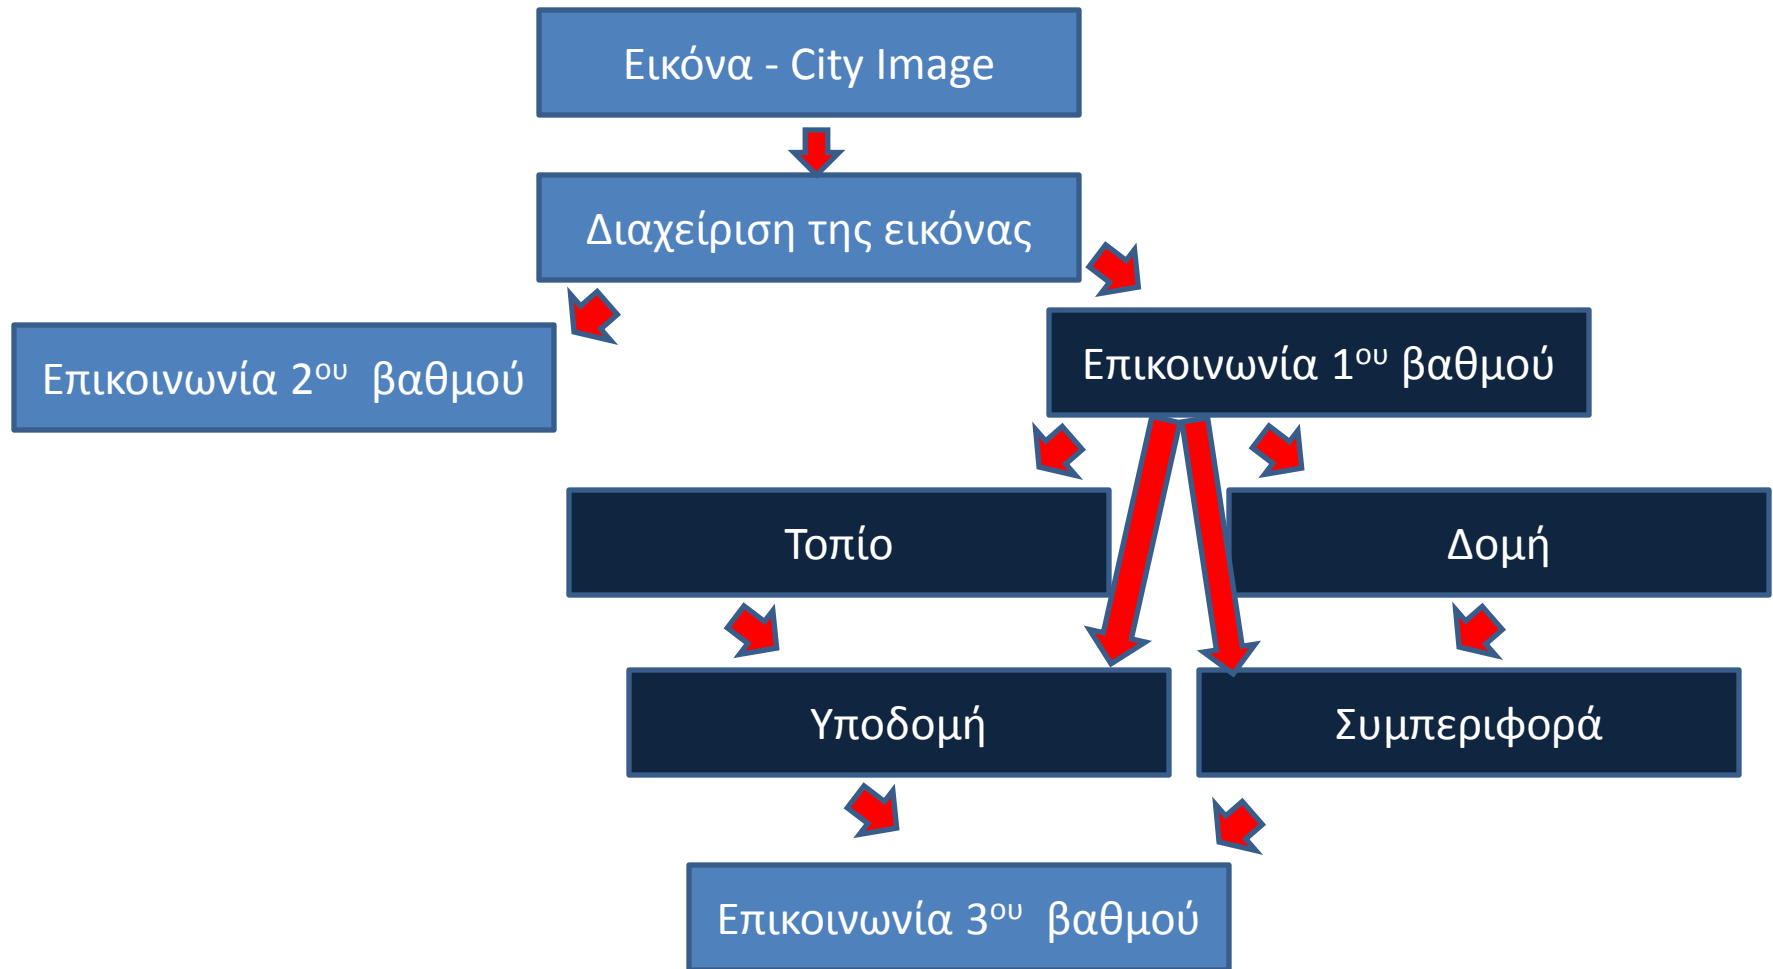 Εικόνα - City Image
Διαχείριση της εικόνας
Επικοινωνία 2ου βαθμού
Επικοινωνία 1ου βαθμού
Τοπίο
Δομή
Υποδομή
Συμπεριφορά
Επικοινωνία 3ου βαθμού